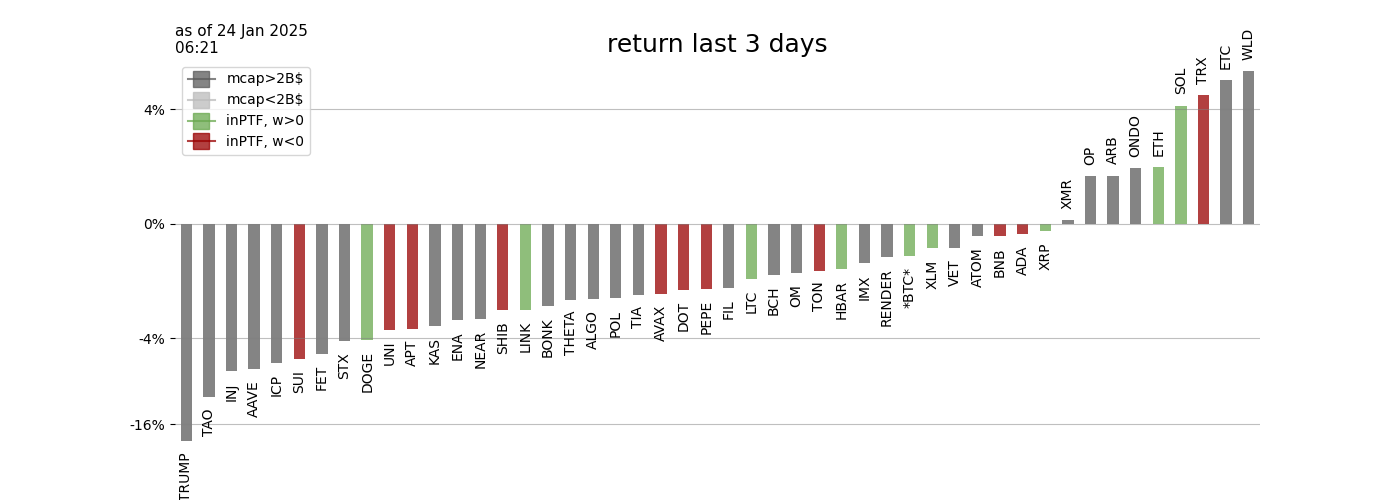 as of 24 Jan 2025
06:21
return last 3 days
mcap>2B$
mcap<2B$
inPTF, w>0
inPTF, w<0
4%
0%
-4%
-16%
TRUMP
TAO
INJ
AAVE
ICP
SUI
FET
STX
DOGE
UNI
APT
KAS
ENA
NEAR
SHIB
LINK
BONK
THETA
ALGO
POL
TIA
AVAX
DOT
PEPE
FIL
LTC
BCH
OM
TON
HBAR
IMX
RENDER
*BTC*
XLM
VET
ATOM
BNB
ADA
XRP
XMR
OP
ARB
ONDO
ETH
SOL
TRX
ETC
WLD